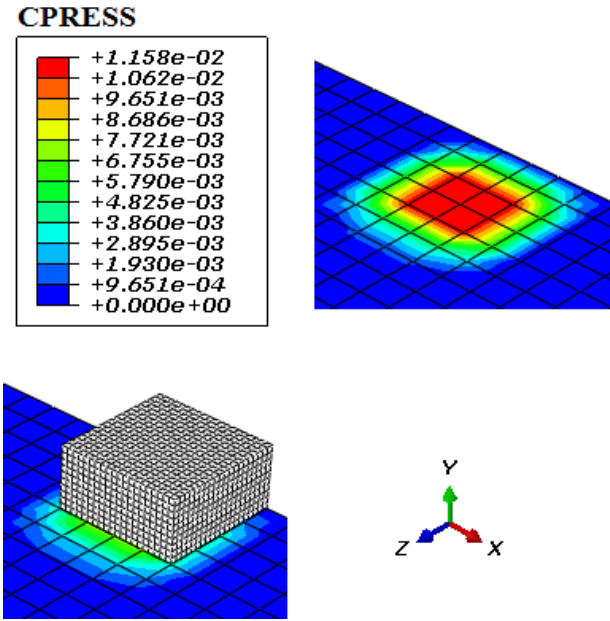 CPRESS
+1.158e-02
+1.062e-02
+9.651e-03
+8.686e-03
+7.721e-03
+6.755e-03
+5.790e-03
+4.825e-03
+3.860e-03
+2.895e-03
+1.930e-03
+9.651e-04
+0.000e+00
Y
Z
X